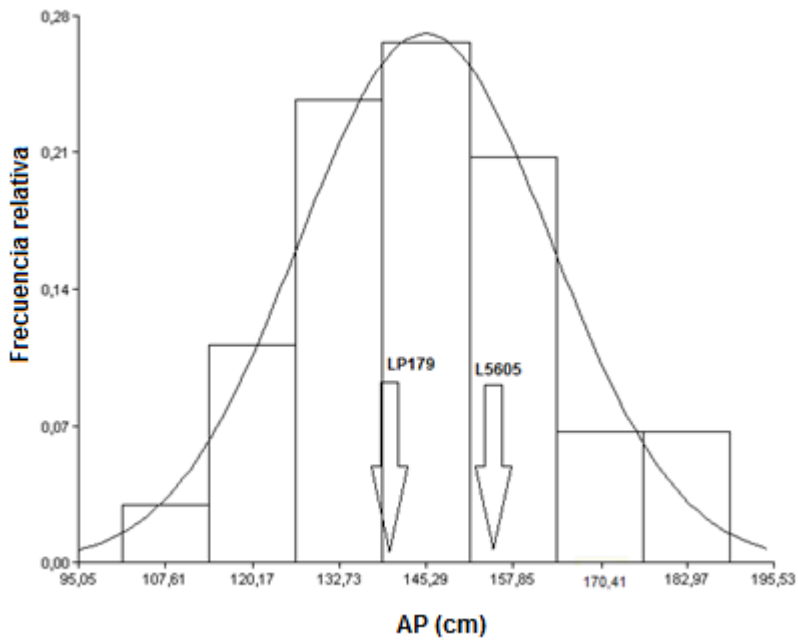 0,28
0,21
0,14
0,07
0,00
Frecuencia relativa
LP179
L5605
95,05 107,61 120,17 132,73 145,29 157,85 170,41 182,97 195,53
AP (cm)